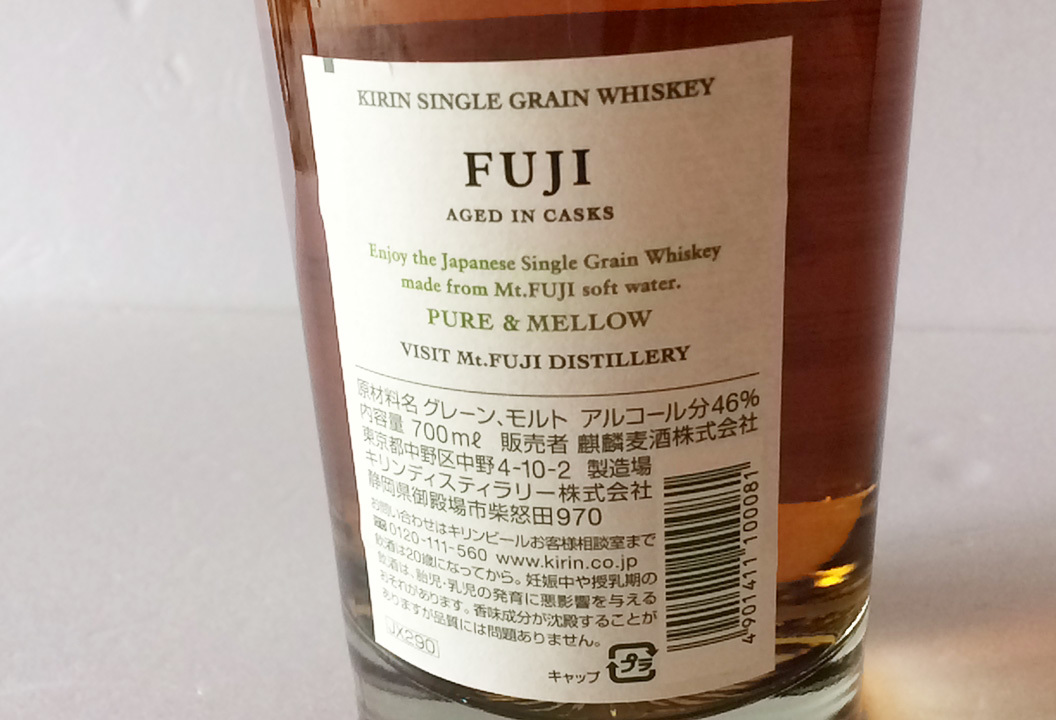 KIRIN SINGLE GRAIN WHISKEY
FUJI
AGED IN CASKS
Enjoy the Japanese Single Grain Whiskey
made from Mt.FUJI soft water.
PURE & MELLOW
VISIT Mt.FUJI DISTILLERY
原材料名 グレーン、モルト アルコール分46%
内容量 700mℓ 販売者 麒麟麦酒株式会社
東京都中野区中野4-10-2 製造場
キリンディスティラリー株式会社
静岡県御殿場市柴怒田970
お問い合わせはキリンビールお客様相談室まで
☎0120-111-560 www.kirin.co.jp
飲酒は20歳になってから。妊娠中や授乳期の
飲酒は、胎児・乳児の発育に悪影響を与える
おそれがあります。香味成分が沈殿することが
ありますが品質には問題ありません。
JX290
キャップ プラ
4 901411 100081